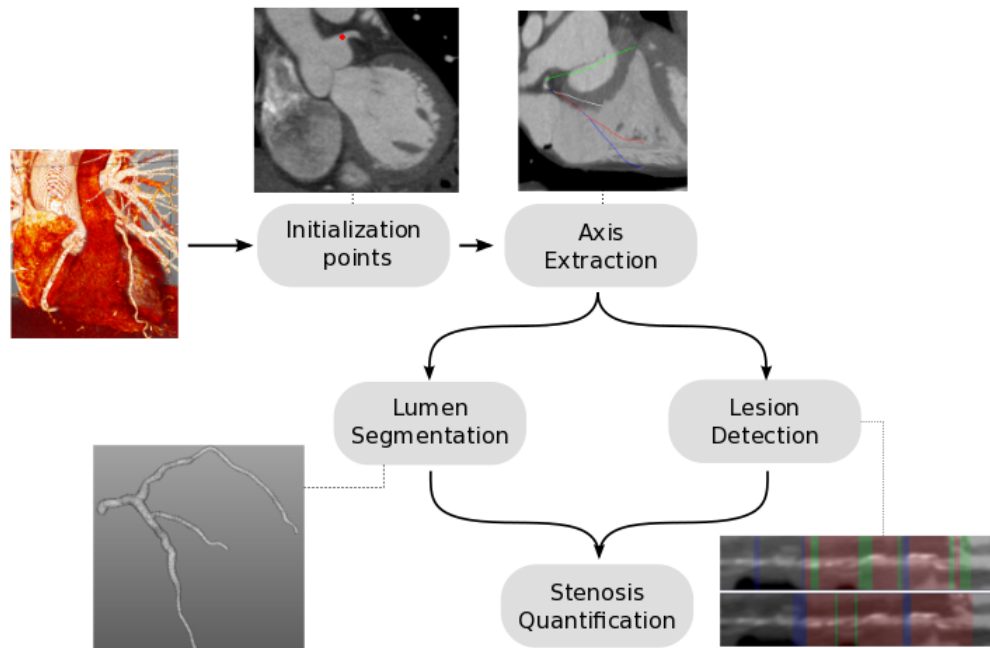 Initialization
points
Axis
Extraction
Lumen
Segmentation
Lesion
Detection
Stenosis
Quantification